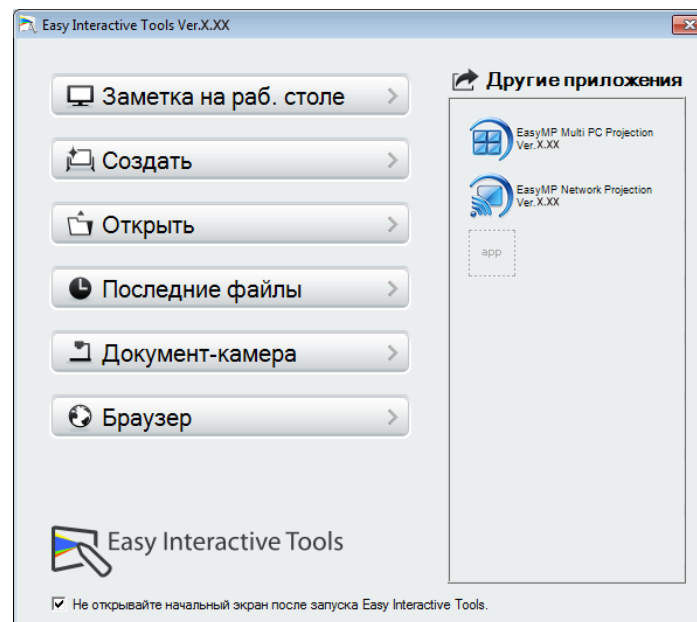 Easy Interactive Tools Ver.X.XX
Заметка на раб. столе
Создать
Открыть
Последние файлы
Документ-камера
Браузер
Другие приложения
EasyMP Multi PC Projection
Ver.X.XX
EasyMP Network Projection
Ver.X.XX
app
Easy Interactive Tools
Не открывайте начальный экран после запуска Easy Interactive Tools.